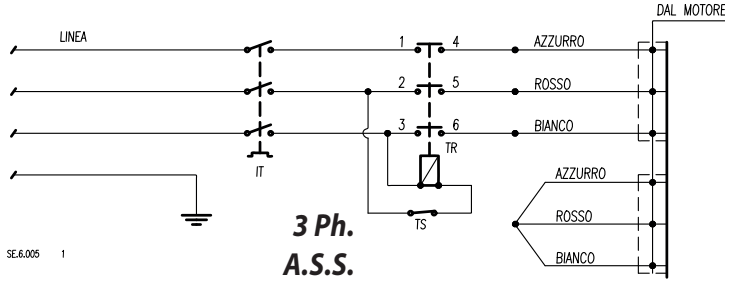 DAL MOTORE
LINEA
1 4 AZZURRO
2 5 ROSSO
3 6 BIANCO
IT
TR
TS
AZZURRO
ROSSO
BIANCO
3 Ph.
A.S.S.
SE.6.005 1